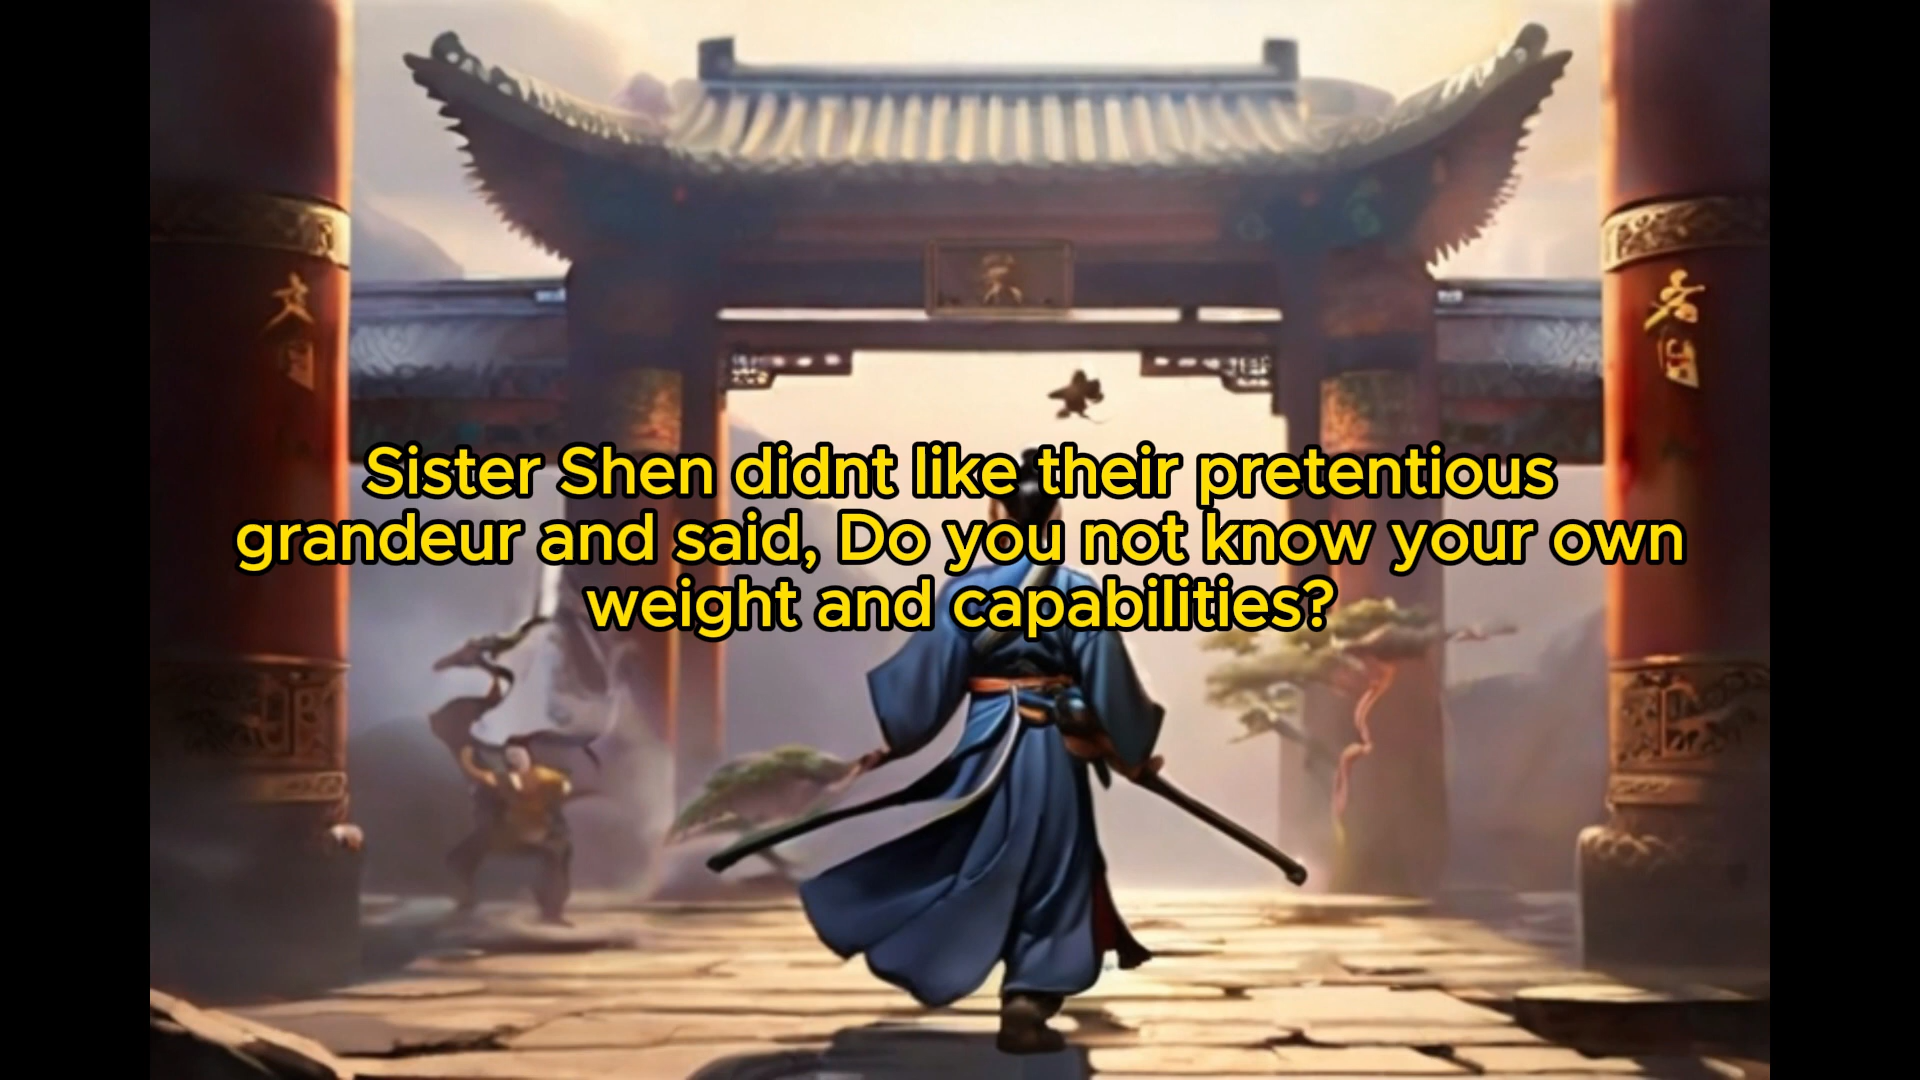 Sister Shen didnt like their pretentious
grandeur and said, Do you not know your own
weight and capabilities?